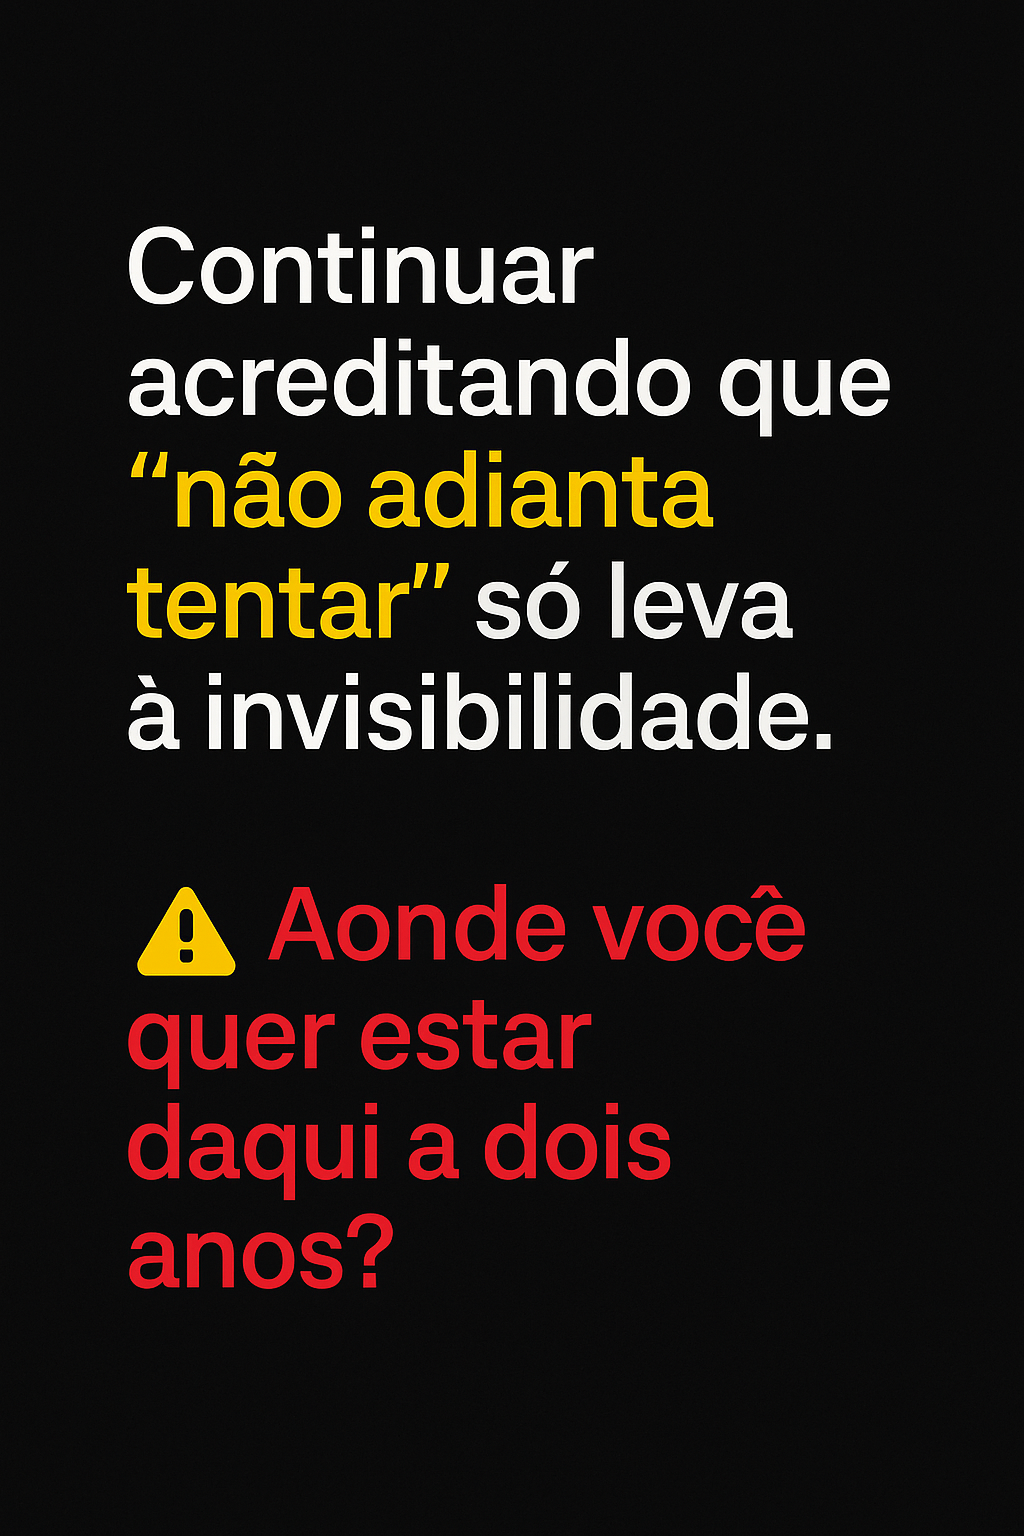 Continuar
acreditando que
“não adianta
tentar” só leva
à invisibilidade.
⚠️ Aonde você
quer estar
daqui a dois
anos?